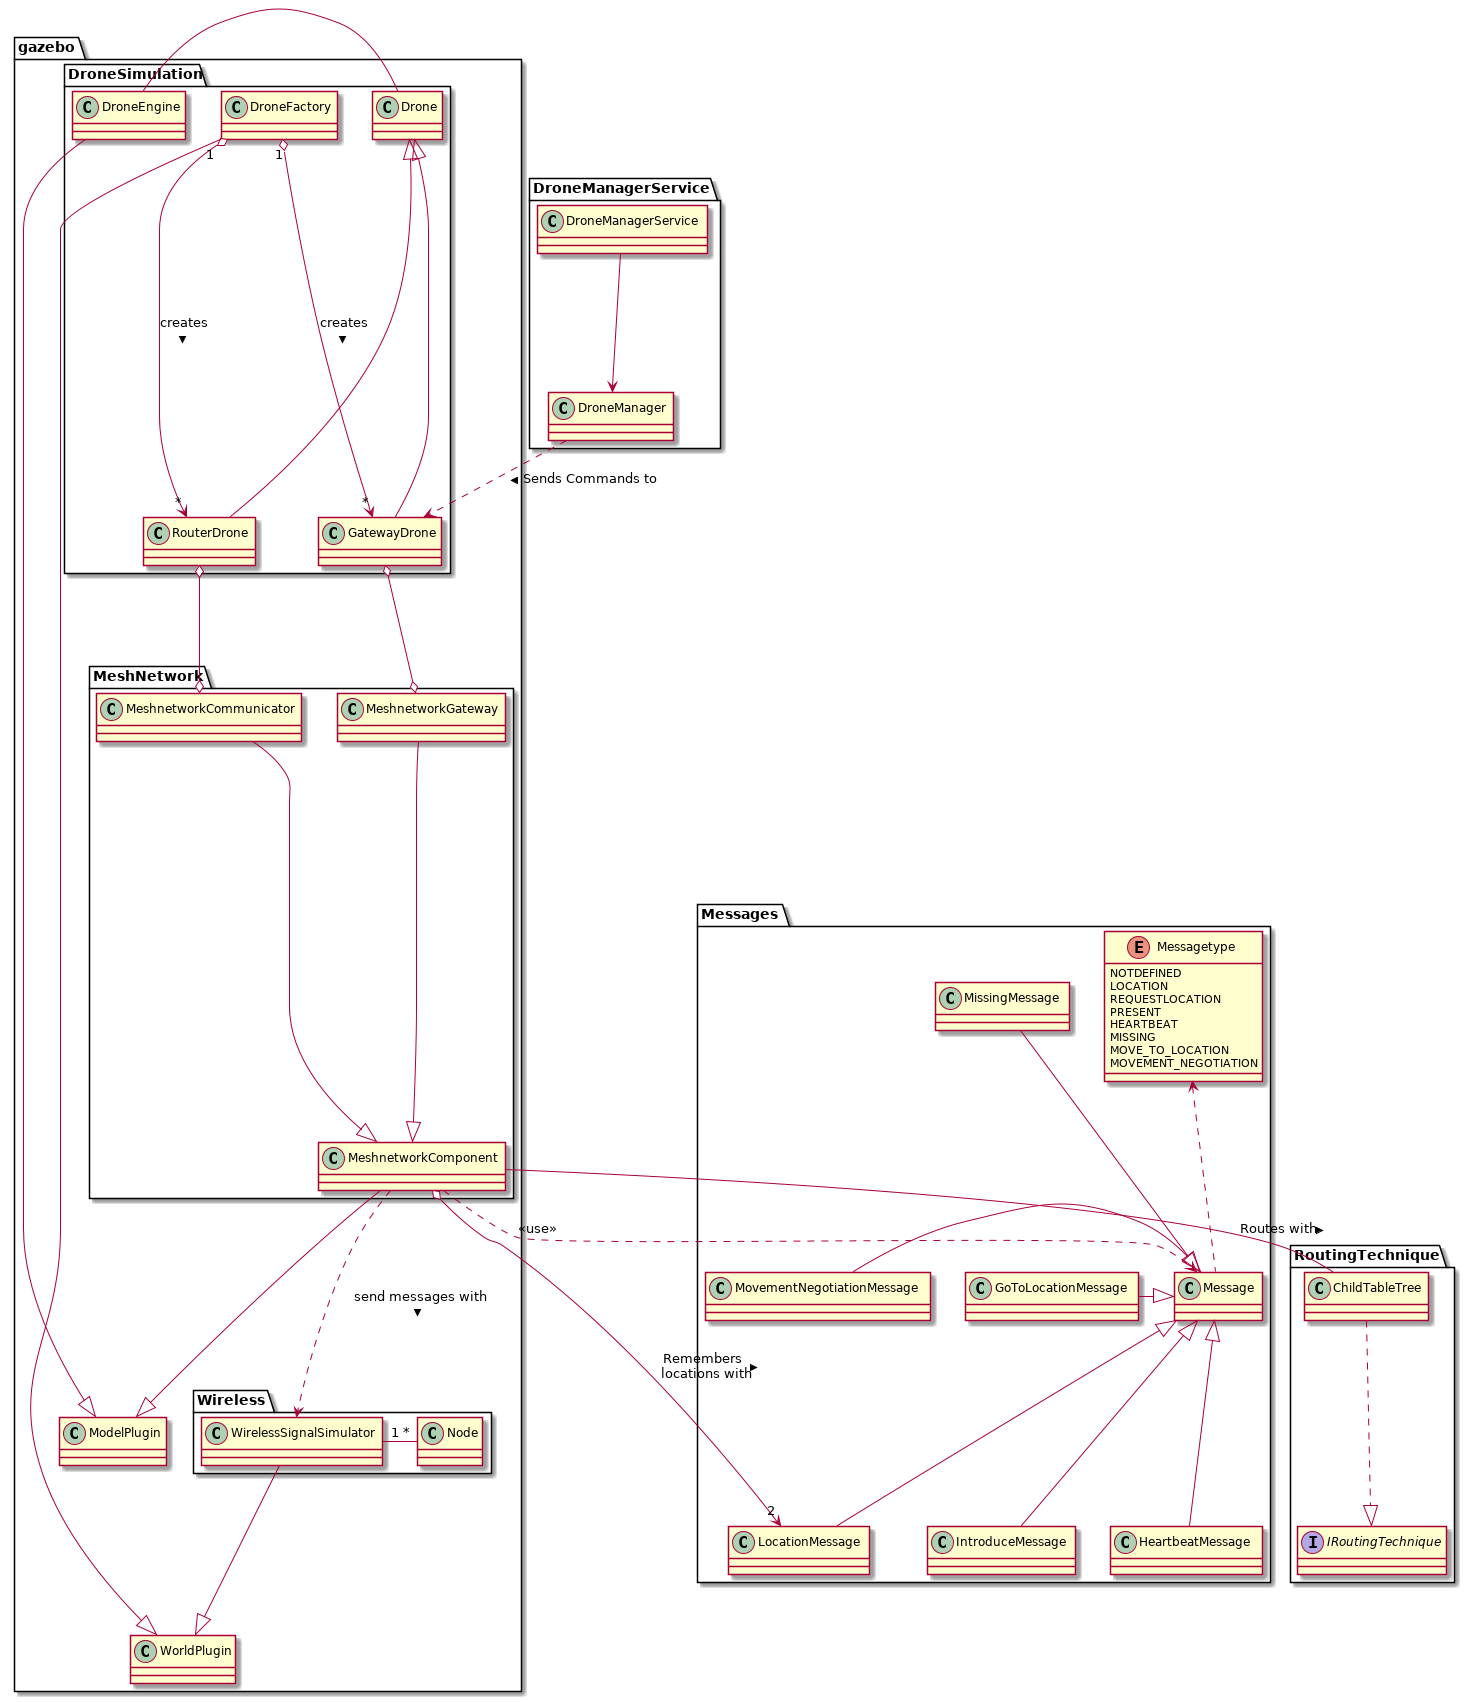 gazebo
DroneSimulation
C DroneEngine
C DroneFactory
C Drone
1
1
DroneManagerService
C DroneManagerService
creates
▼
creates
▼
C DroneManager
◄ Sends Commands to
*
*
C RouterDrone
C GatewayDrone
MeshNetwork
C MeshnetworkCommunicator
C MeshnetworkGateway
Messages
E Messagetype
NOTDEFINED
LOCATION
REQUESTLOCATION
PRESENT
HEARTBEAT
MISSING
MOVE_TO_LOCATION
MOVEMENT_NEGOTIATION
C MissingMessage
C MeshnetworkComponent
«use»
Routes with►
RoutingTechnique
C MovementNegotiationMessage
C GoToLocationMessage
C Message
C ChildTableTree
send messages with
▼
Remembers
locations with
►
Wireless
C ModelPlugin
C WirelessSignalSimulator
1 *
C Node
2
C LocationMessage
C IntroduceMessage
C HeartbeatMessage
I IRoutingTechnique
C WorldPlugin